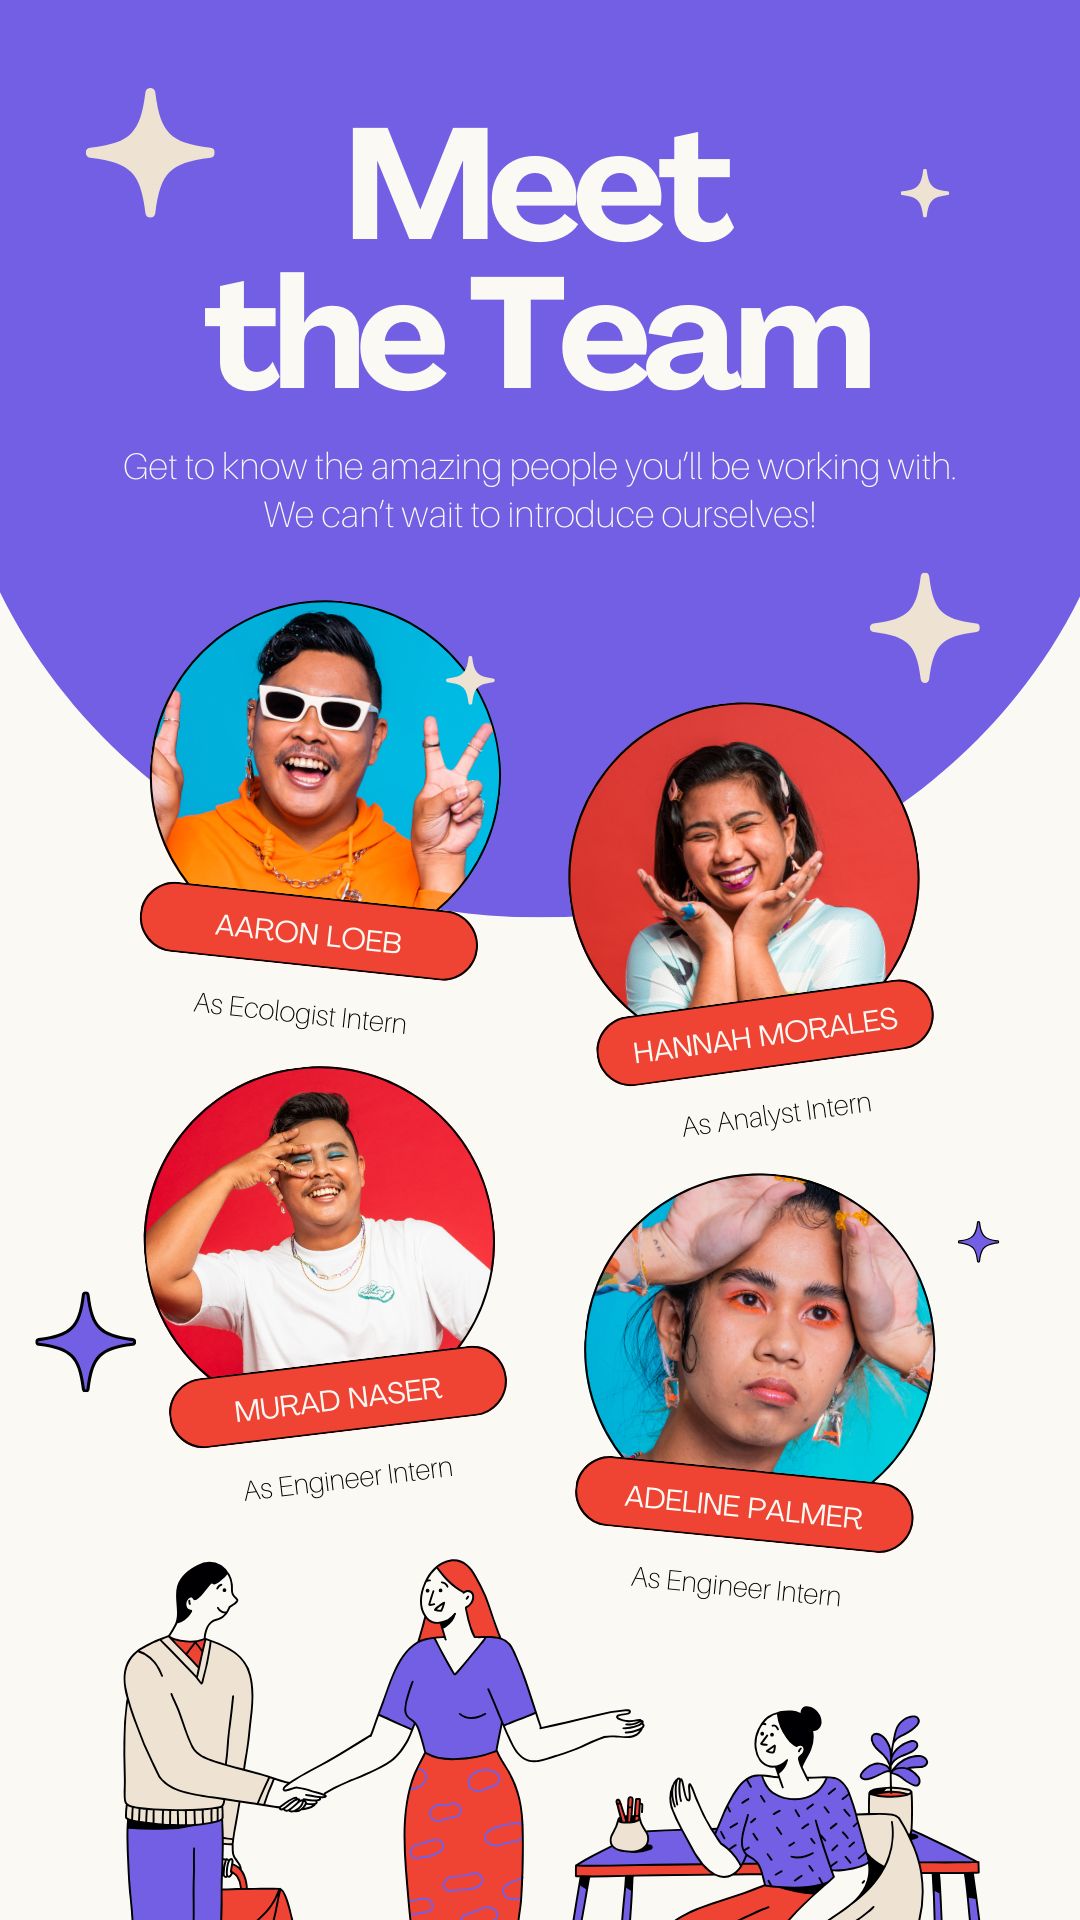 Meet
the Team
Get to know the amazing people you’ll be working with.
We can’t wait to introduce ourselves!
AARON LOEB
As Ecologist Intern
HANNAH MORALES
As Analyst Intern
MURAD NASER
As Engineer Intern
ADELINE PALMER
As Engineer Intern